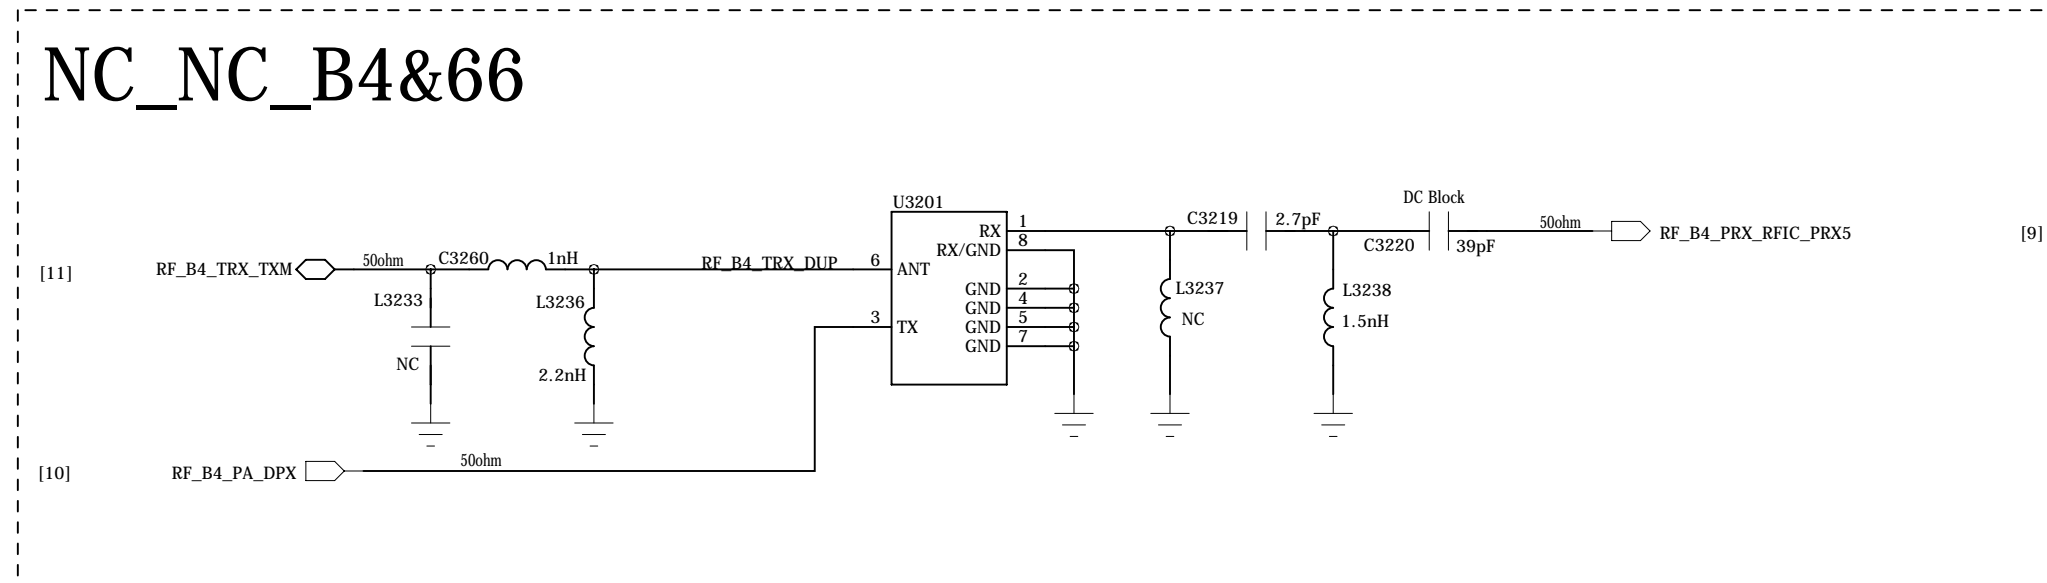 NC_NC_B4&66
DC Block
U3201
1
C3219
2.7pF
50ohm
RX
RF_B4_PRX_RFIC_PRX5
[9]
8
C3220
39pF
RX/GND
[11]
RF_B4_TRX_TXM
50ohm
C3260
1nH
RF_B4_TRX_DUP
6
ANT
L3233
L3236
2
GND
4
GND
5
GND
7
GND
L3237
NC
L3238
1.5nH
3
TX
NC
2.2nH
[10]
RF_B4_PA_DPX
50ohm